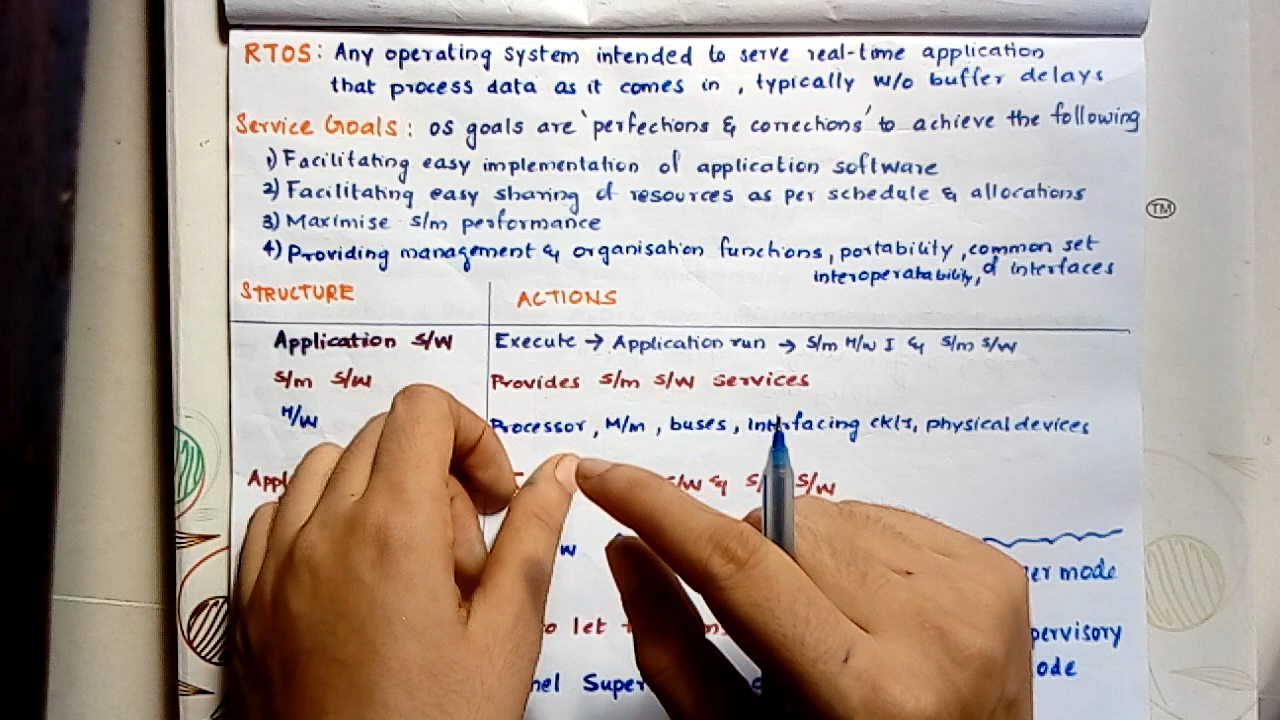 RTOS: Any operating system intended to serve real-time application
that process data as it comes in, typically w/o buffer delays
Service Goals: OS goals are 'perfections & corrections' to achieve the following
1) Facilitating easy implementation of application software
2) Facilitating easy sharing of resources as per schedule & allocations
3) Maximise s/m performance
4) Providing management & organisation functions, portability, common set
interoperatability, of interfaces
STRUCTURE ACTIONS
Application S/W Execute → Application run → S/m H/W I & S/m S/W
S/m S/W Provides S/m S/W services
H/W Processor, M/m, buses, interfacing ckts, physical devices
S/W & S/W
mode
to let
Super
TM